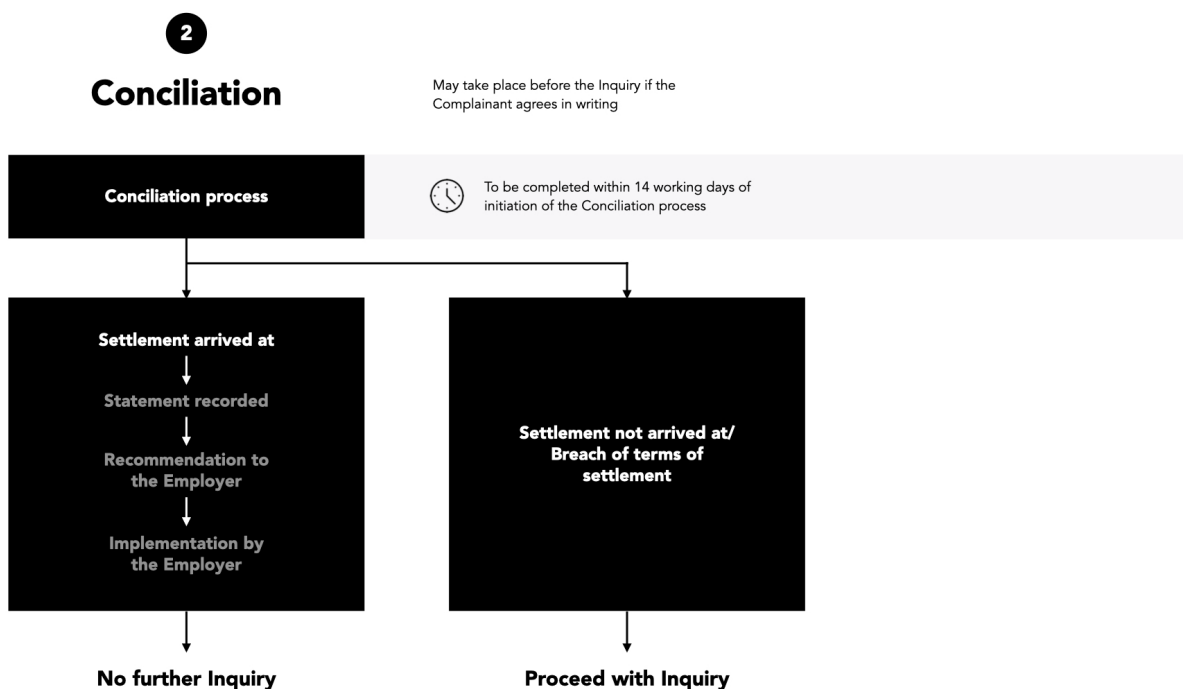 2
Conciliation
May take place before the Inquiry if the
Complainant agrees in writing
Conciliation process
To be completed within 14 working days of
initiation of the Conciliation process
Settlement arrived at
Statement recorded
Recommendation to
the Employer
Implementation by
the Employer
Settlement not arrived at/
Breach of terms of
settlement
No further Inquiry
Proceed with Inquiry